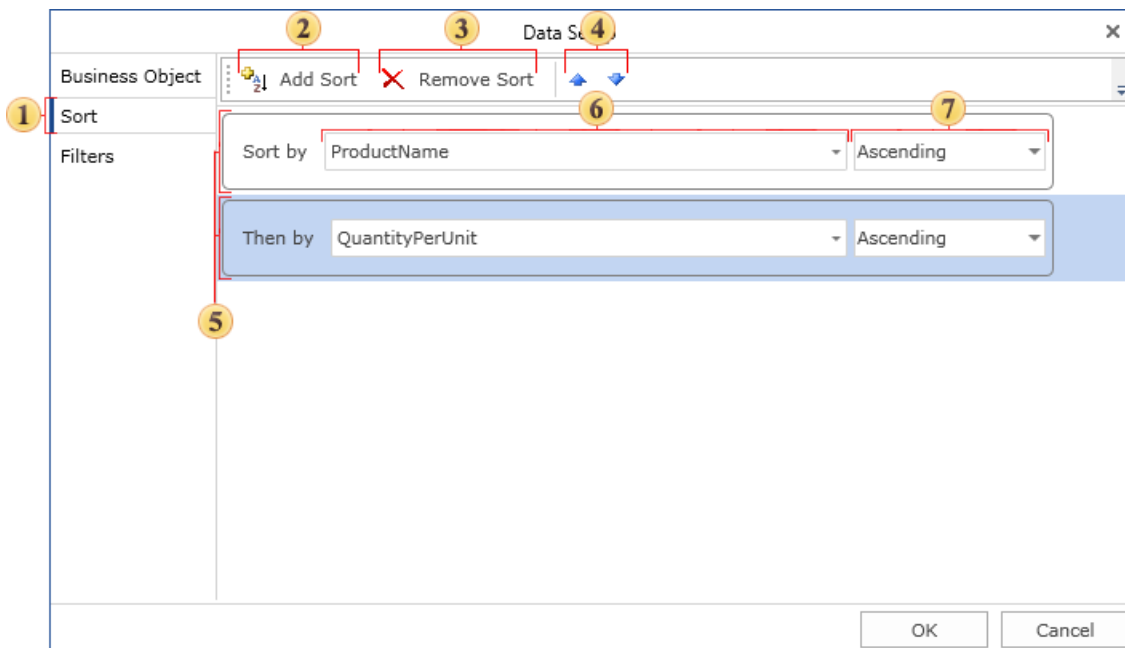 2 3 4
Data Setup
Business Object
Add Sort Remove Sort
1 Sort
6 7
Filters
Sort by ProductName Ascending
Then by QuantityPerUnit Ascending
5
OK Cancel